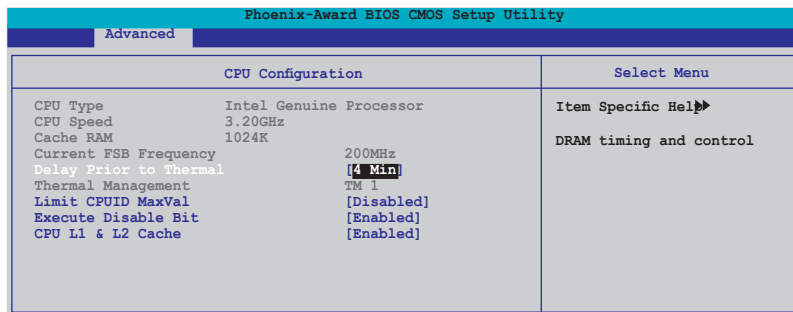 Phoenix-Award BIOS CMOS Setup Utility
Advanced
CPU Configuration
Select Menu
CPU Type Intel Genuine Processor
CPU Speed 3.20GHz
Cache RAM 1024K
Current FSB Frequency 200MHz
Delay Prior to Thermal [4 Min]
Thermal Management TM 1
Limit CPUID MaxVal [Disabled]
Execute Disable Bit [Enabled]
CPU L1 & L2 Cache [Enabled]
Item Specific Help
DRAM timing and control